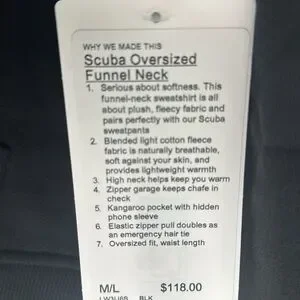 WHY WE MADE THIS
Scuba Oversized
Funnel Neck
1. Serious about softness. This
funnel-neck sweatshirt is all
about plush, fleecy fabric and
pairs perfectly with our Scuba
sweatpants
2. Blended light cotton fleece
fabric is naturally breathable,
soft against your skin, and
provides lightweight warmth
3. High neck helps keep you warm
4. Zipper garage keeps chafe in
check
5. Kangaroo pocket with hidden
phone sleeve
6. Elastic zipper pull doubles as
an emergency hair tie
7. Oversized fit, waist length
M/L $118.00
BLK